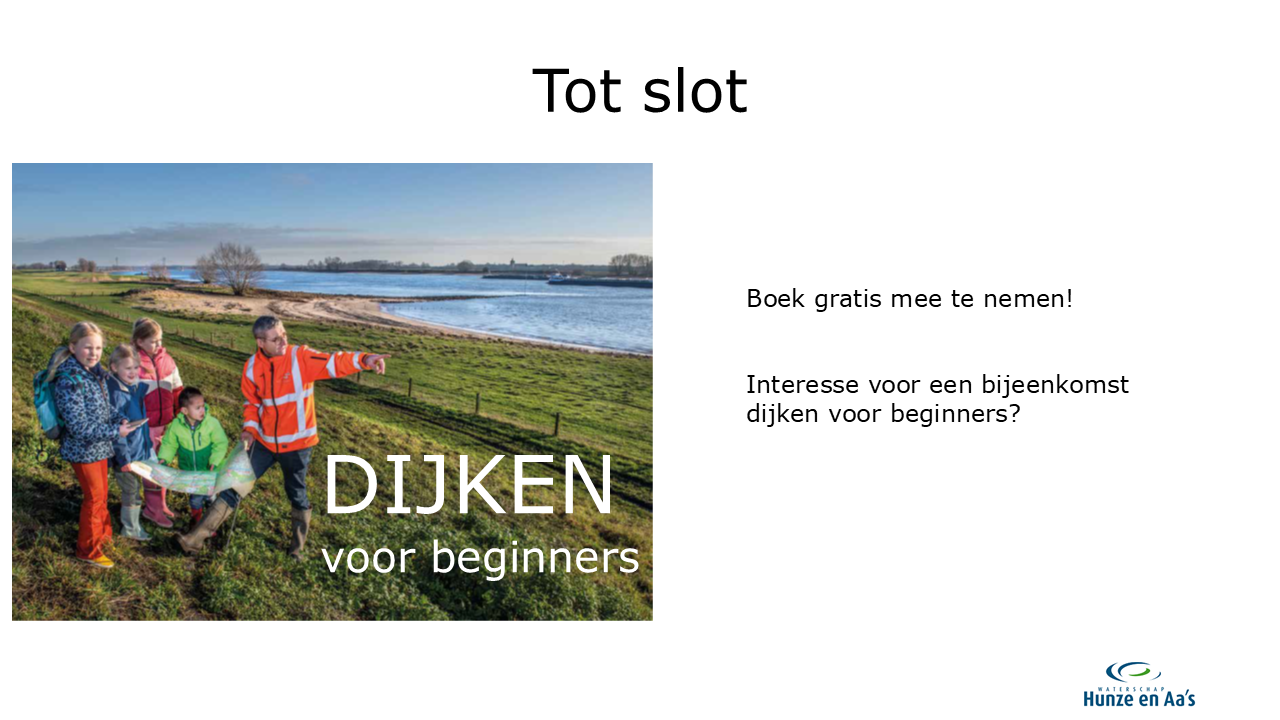 Tot slot
DIJKEN
voor beginners
Boek gratis mee te nemen!
Interesse voor een bijeenkomst
dijken voor beginners?
WATERSCHAP
Hunze en Aa's